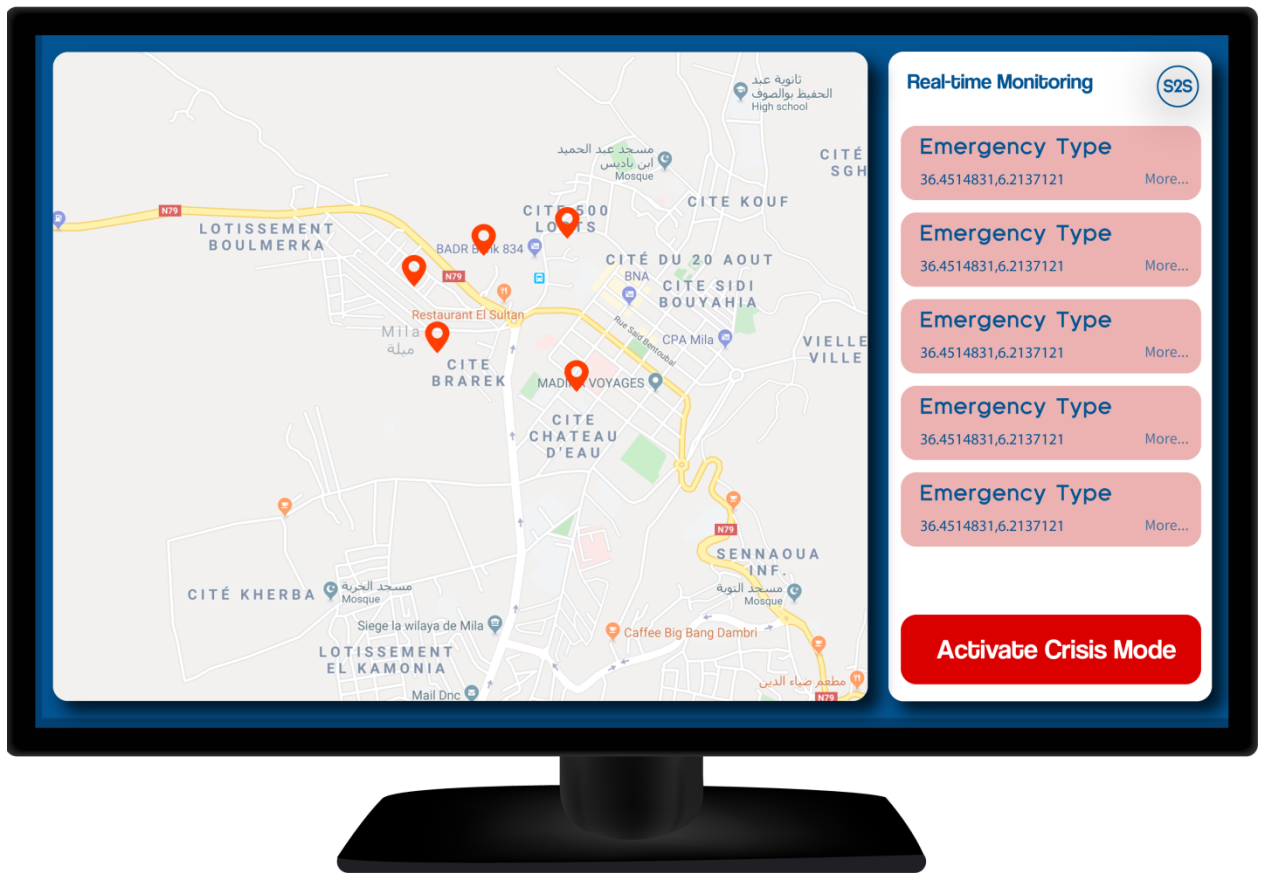 ثانوية عبد
الحفيظ بوالصوف
High school
مسجد عبد الحميد
ابن باديس
Mosque
CITÉ
SGH
CITE KOUF
N79
LOTISSEMENT
BOULMERKA
CITE 500
BADR
834
CITÉ DU 20 AOUT
BNA
CITE SIDI
BOUYAHIA
N79
Restaurant El Sultan
Rue Said Bentoubal
Mila
ميلة
CPA Mila
VIELLE
VILLE
CITE
BRAREK
VOYAGES
CITE
CHATEAU
D'EAU
N79
SENNAOUA
INF.
CITÉ KHERBA
مسجد الحرية
Mosque
مسجد التوبة
Mosque
Siege la wilaya de Mila
Caffee Big Bang Dambri
LOTISSEMENT
EL KAMONIA
مطعم ضياء الدين
Mail Dnc
N79
Real-time Monitoring
S2S
Emergency Type
36.4514831,6.2137121 More...
Emergency Type
36.4514831,6.2137121 More...
Emergency Type
36.4514831,6.2137121 More...
Emergency Type
36.4514831,6.2137121 More...
Emergency Type
36.4514831,6.2137121 More...
Activate Crisis Mode